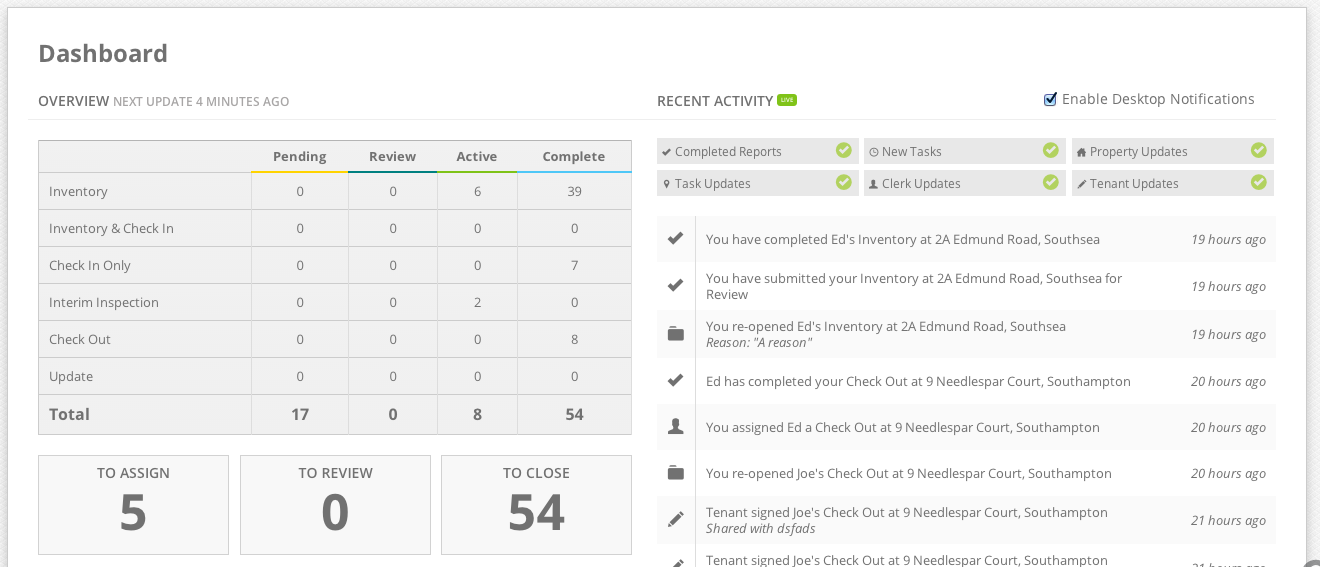 Dashboard
OVERVIEW NEXT UPDATE 4 MINUTES AGO
Pending Review Active Complete
Inventory 0 0 6 39
Inventory & Check In 0 0 0 0
Check In Only 0 0 0 7
Interim Inspection 0 0 2 0
Check Out 0 0 0 8
Update 0 0 0 0
Total 17 0 8 54
TO ASSIGN
5
TO REVIEW
0
TO CLOSE
54
RECENT ACTIVITY LIVE
Enable Desktop Notifications
Completed Reports New Tasks Property Updates
Task Updates Clerk Updates Tenant Updates
You have completed Ed's Inventory at 2A Edmund Road, Southsea 19 hours ago
You have submitted your Inventory at 2A Edmund Road, Southsea for
Review
19 hours ago
You re-opened Ed's Inventory at 2A Edmund Road, Southsea
Reason: "A reason"
19 hours ago
Ed has completed your Check Out at 9 Needlespar Court, Southampton 20 hours ago
You assigned Ed a Check Out at 9 Needlespar Court, Southampton 20 hours ago
You re-opened Joe's Check Out at 9 Needlespar Court, Southampton 20 hours ago
Tenant signed Joe's Check Out at 9 Needlespar Court, Southampton
Shared with dsfads
21 hours ago
Tenant signed Joe's Check Out at 9 Needlespar Court, Southampton